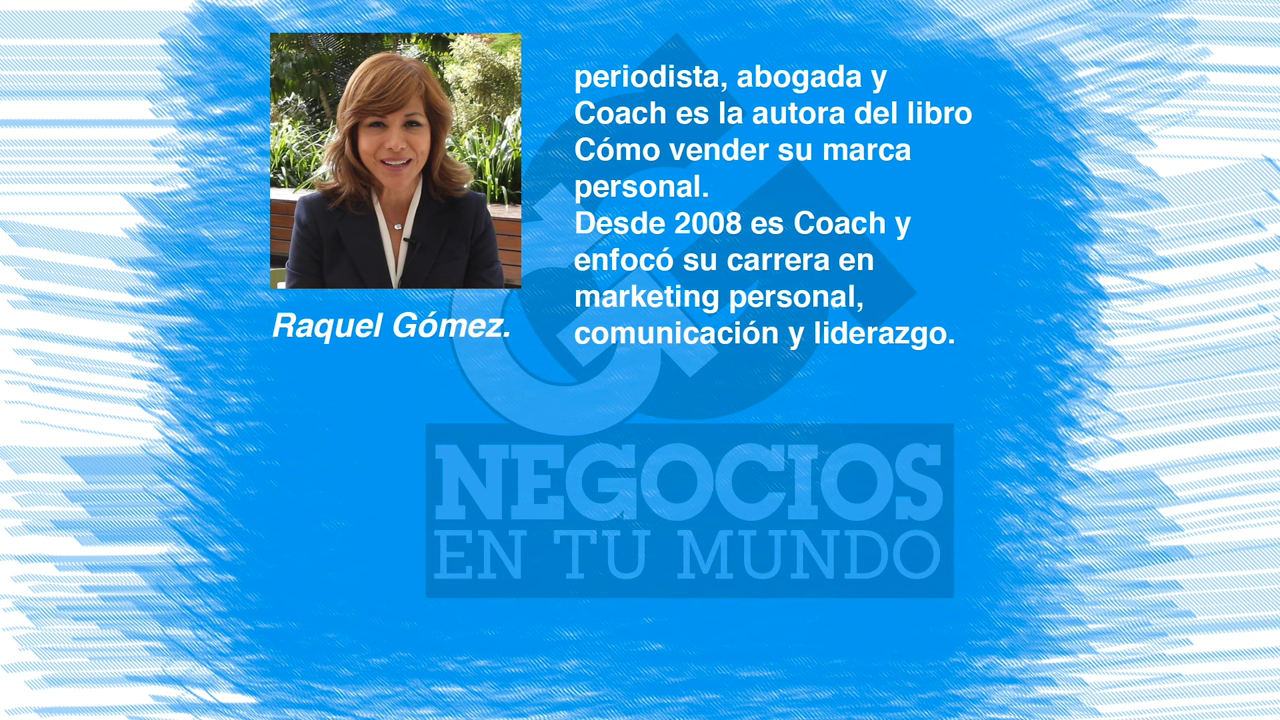 Raquel Gómez.
periodista, abogada y
Coach es la autora del libro
Cómo vender su marca
personal.
Desde 2008 es Coach y
enfocó su carrera en
marketing personal,
comunicación y liderazgo.
NEGOCIOS
EN TU MUNDO